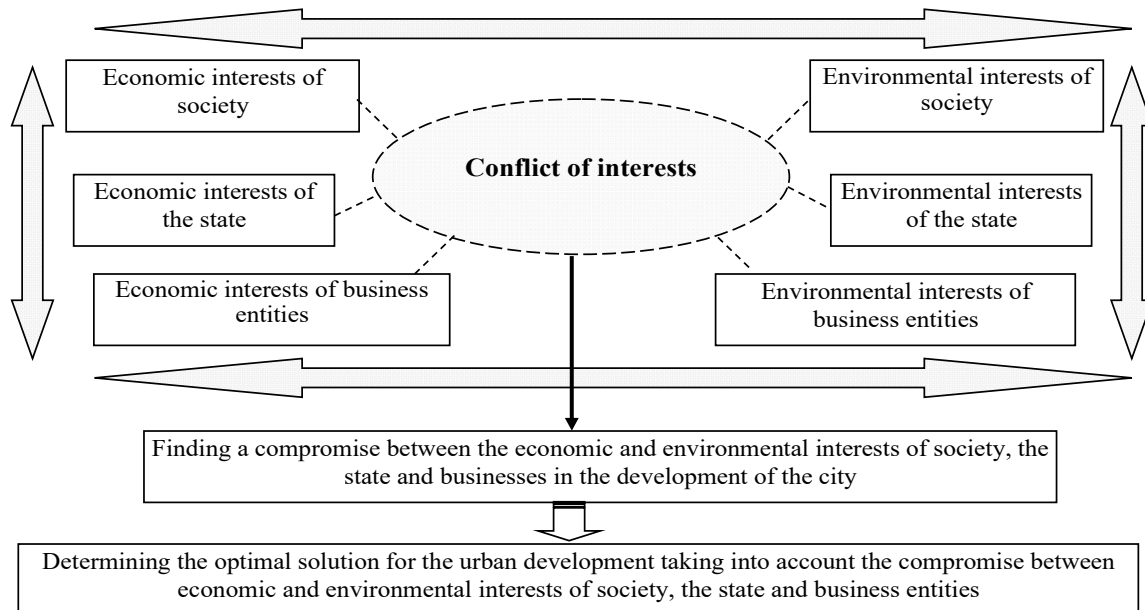 Economic interests of
society
Environmental interests of
society
Conflict of interests
Economic interests of
the state
Environmental interests
of the state
Economic interests of business
entities
Environmental interests of
business entities
Finding a compromise between the economic and environmental interests of society, the
state and businesses in the development of the city
Determining the optimal solution for the urban development taking into account the compromise between
economic and environmental interests of society, the state and business entities